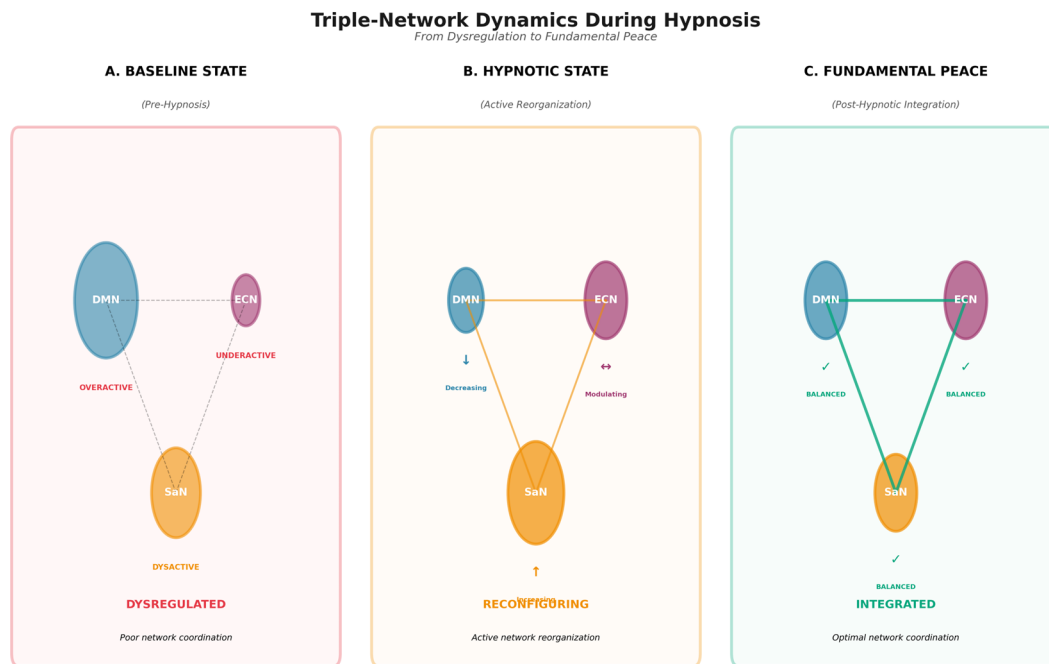 Triple-Network Dynamics During Hypnosis
From Dysregulation to Fundamental Peace
A. BASELINE STATE
(Pre-Hypnosis)
DMN
ECN
UNDERACTIVE
OVERACTIVE
SaN
DYSACTIVE
DYSREGULATED
Poor network coordination
B. HYPNOTIC STATE
(Active Reorganization)
DMN
ECN
↓
↔
Decreasing
Modulating
SaN
↑
Increasing
RECONFIGURING
Active network reorganization
C. FUNDAMENTAL PEACE
(Post-Hypnotic Integration)
DMN
ECN
✓
✓
BALANCED
BALANCED
SaN
✓
BALANCED
INTEGRATED
Optimal network coordination